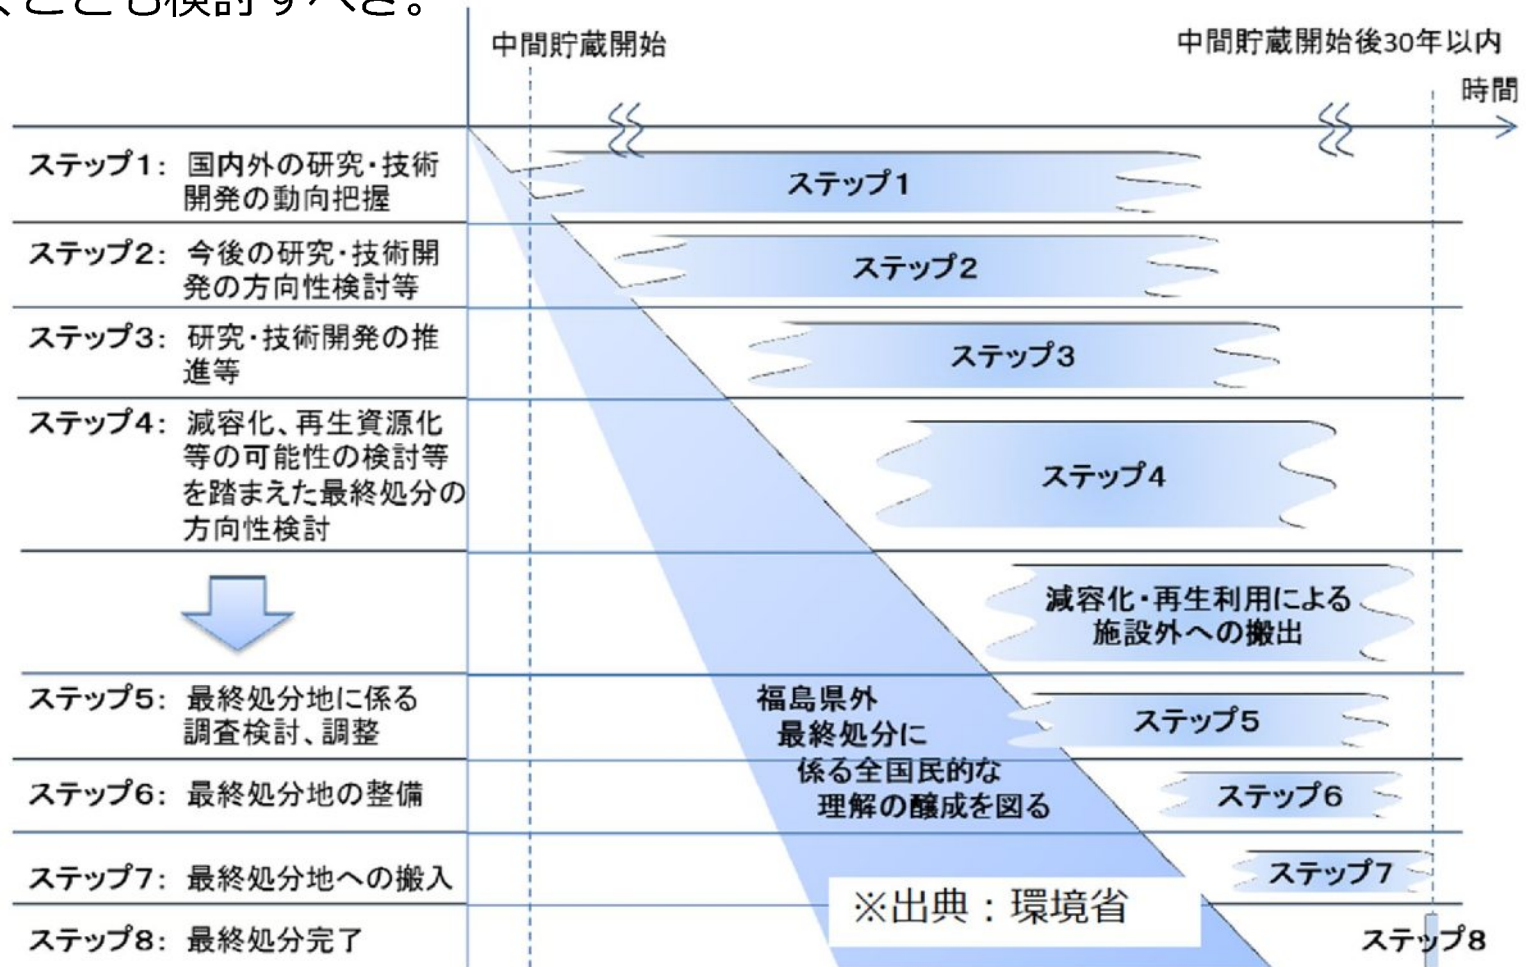 くことも検討すべき。
中間貯蔵開始
中間貯蔵開始後30年以内
時間
ステップ1： 国内外の研究・技術
開発の動向把握
ステップ1
ステップ2： 今後の研究・技術開
発の方向性検討等
ステップ2
ステップ3： 研究・技術開発の推
進等
ステップ3
ステップ4： 減容化、再生資源化
等の可能性の検討等
を踏まえた最終処分の
方向性検討
ステップ4
減容化・再生利用による
施設外への搬出
ステップ5： 最終処分地に係る
調査検討、調整
ステップ5
福島県外
最終処分に
係る全国民的な
理解の醸成を図る
ステップ6： 最終処分地の整備
ステップ6
ステップ7： 最終処分地への搬入
ステップ7
※出典：環境省
ステップ8： 最終処分完了
ステップ8